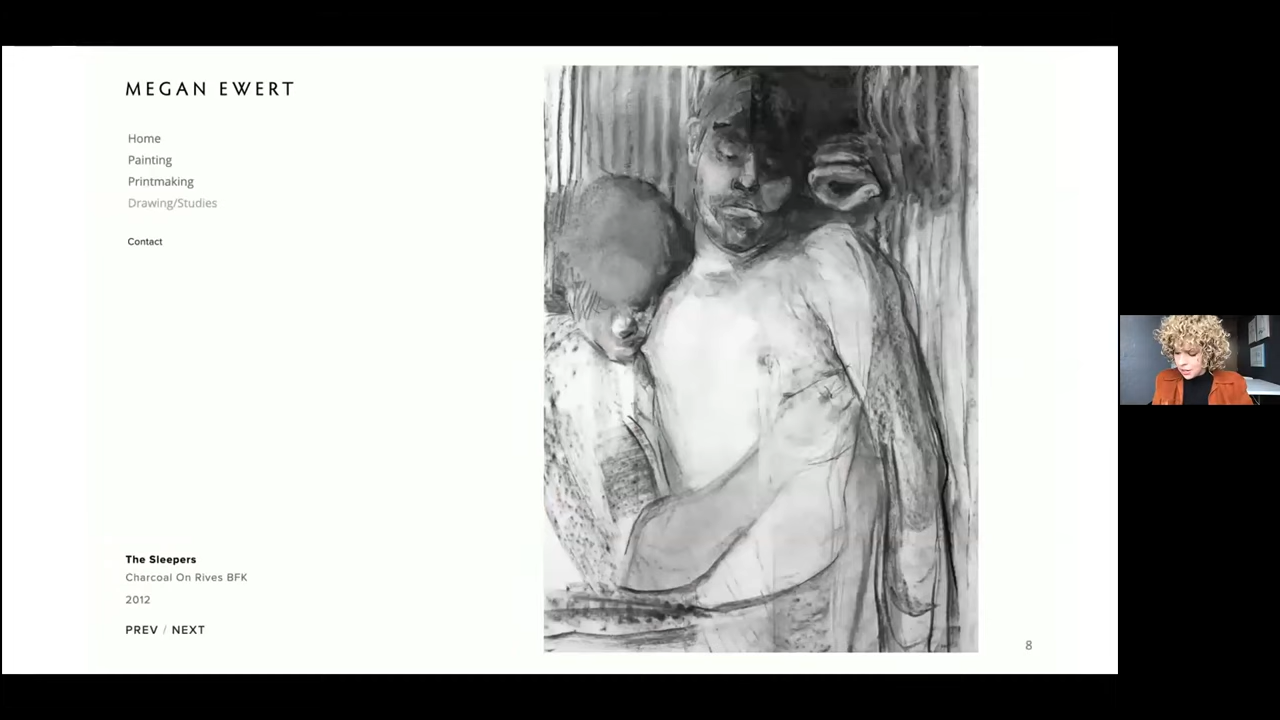 MEGAN EWERT
Home
Painting
Printmaking
Drawing/Studies
Contact
The Sleepers
Charcoal On Rives BFK
2012
PREV / NEXT
8